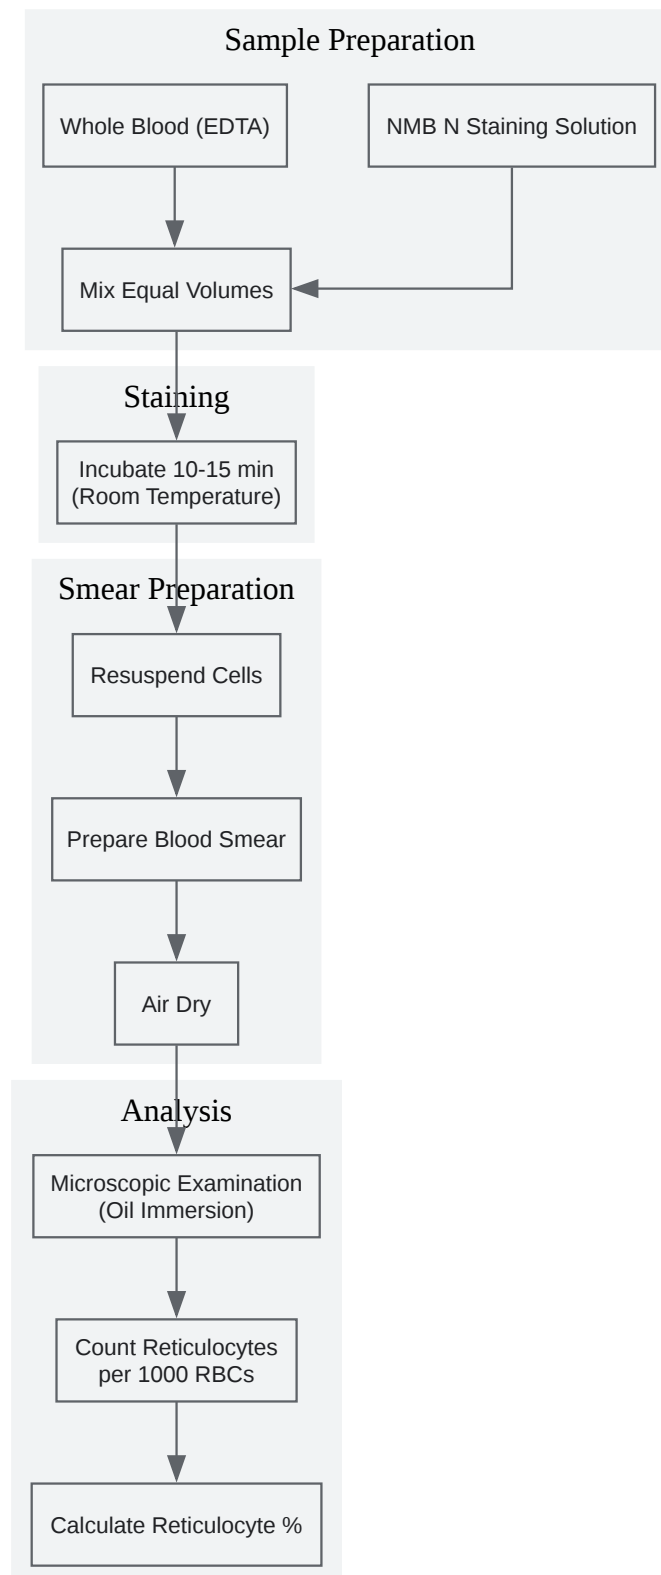 Sample Preparation
Whole Blood (EDTA)
NMB N Staining Solution
Mix Equal Volumes
Staining
Incubate 10-15 min
(Room Temperature)
Smear Preparation
Resuspend Cells
Prepare Blood Smear
Air Dry
Analysis
Microscopic Examination
(Oil Immersion)
Count Reticulocytes
per 1000 RBCs
Calculate Reticulocyte %